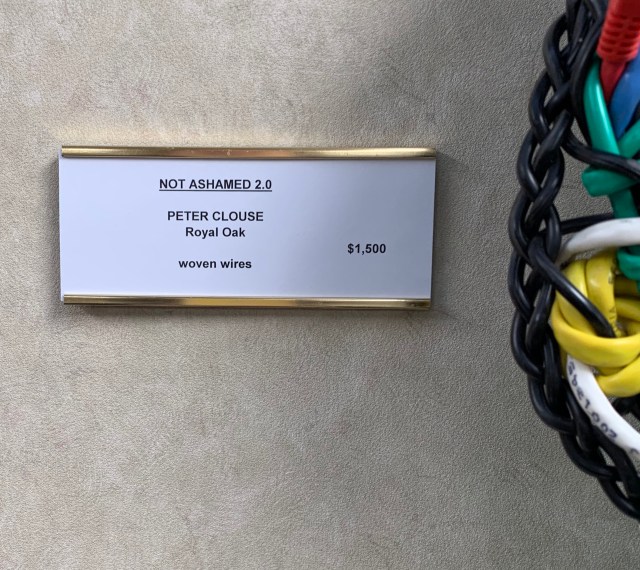 NOT ASHAMED 2.0
PETER CLOUSE
Royal Oak
$1,500
woven wires